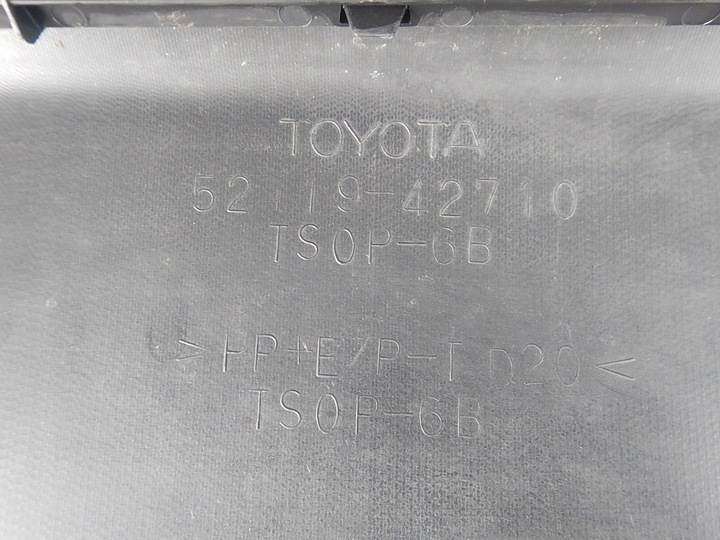 TOYOTA
52119-42710
TSOP-6B
>PP+E/P-TD20<
TSOP-6B